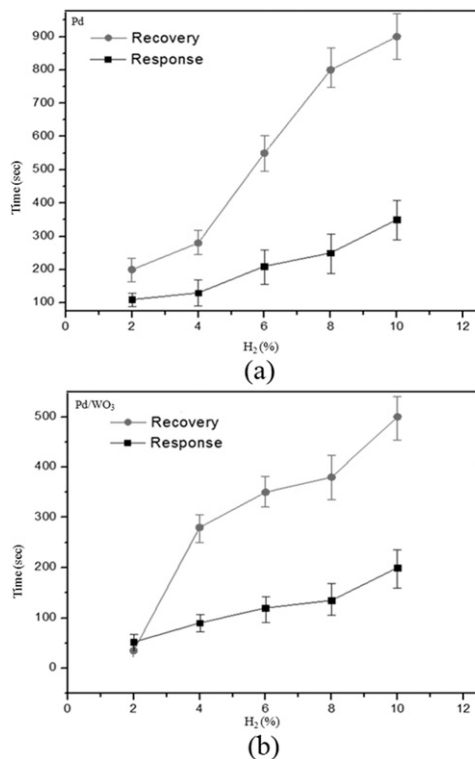 Pd
Recovery
Response
900
800
700
600
500
400
300
200
100
Time (sec)
0 2 4 6 8 10 12
H₂ (%)
(a)
Pd/WO₃
Recovery
Response
500
400
300
200
100
0
Time (sec)
0 2 4 6 8 10 12
H₂ (%)
(b)